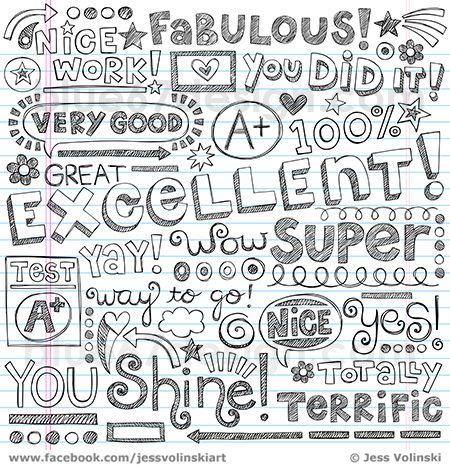 FABULOUS!
NICE WORK!
YOU DID IT!
VERY GOOD
A+
100%
GREAT
EXCELLENT!
YAY!
WOW
SUPER
TEST
A+
way to go!
NICE
yes!
YOU Shine!
TOTALLY
TERRIFIC
www.facebook.com/jessvolinskiart
© Jess Volinski